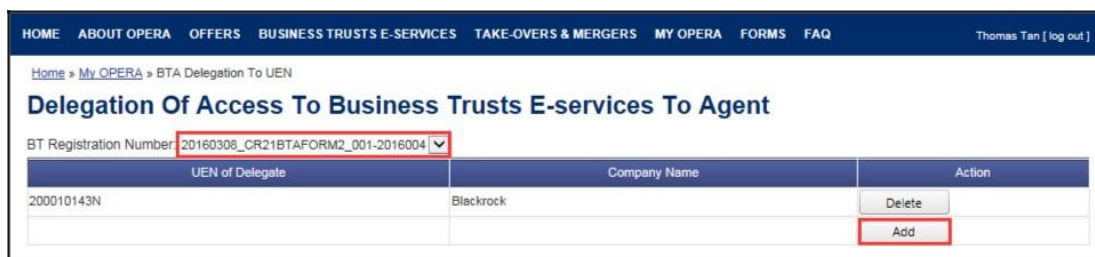 HOME ABOUT OPERA OFFERS BUSINESS TRUSTS E-SERVICES TAKE-OVERS & MERGERS MY OPERA FORMS FAQ Thomas Tan [ log out ]
Home » My OPERA » BTA Delegation To UEN
Delegation Of Access To Business Trusts E-services To Agent
BT Registration Number: 20160308_CR21BTAFORM2_001-2016004
UEN of Delegate Company Name Action
200010143N Blackrock Delete
Add